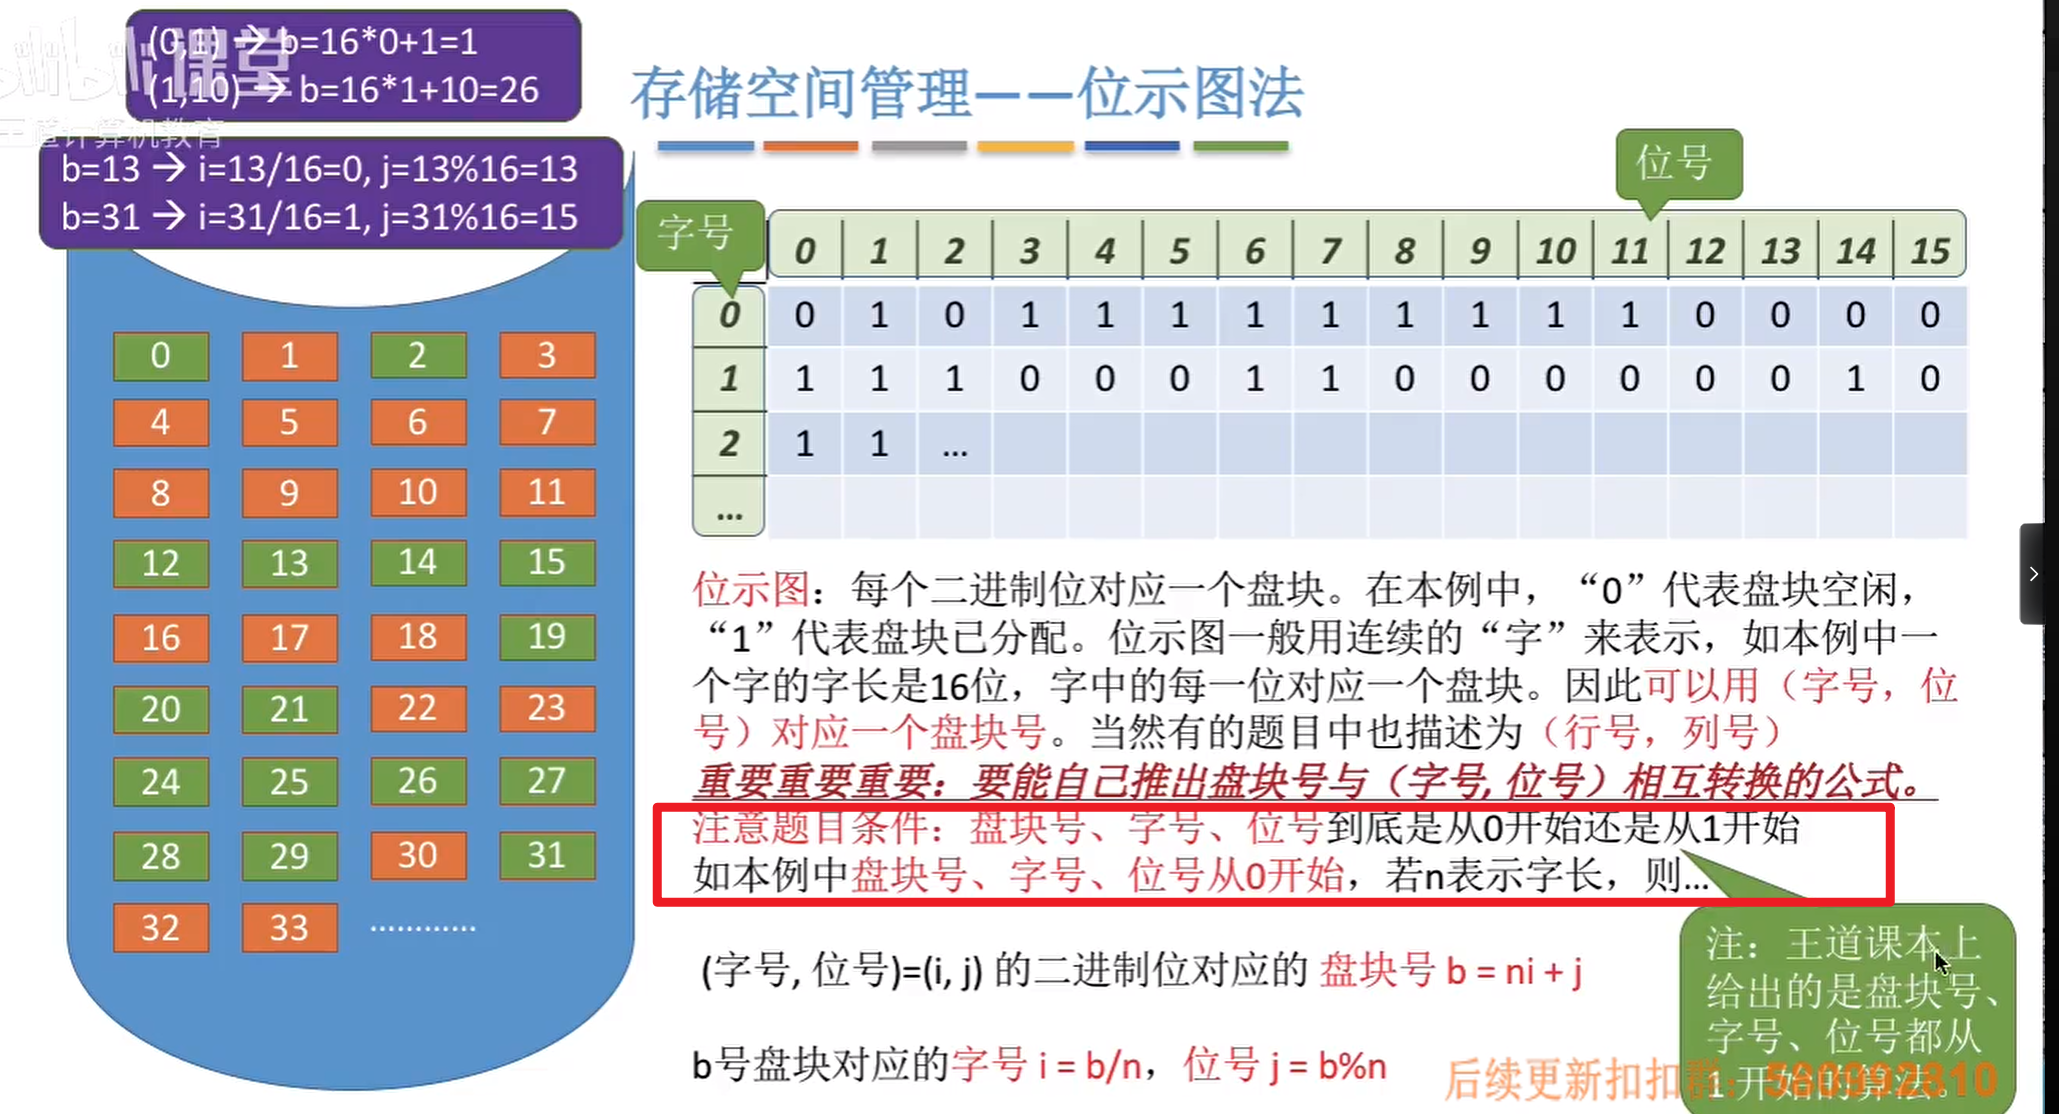 (0,1) → b=16*0+1=1
(1,10) → b=16*1+10=26
bilibili课堂
王道计算机教育
b=13 → i=13/16=0, j=13%16=13
b=31 → i=31/16=1, j=31%16=15
存储空间管理——位示图法
位号
字号
0 1 2 3 4 5 6 7 8 9 10 11 12 13 14 15
0 0 1 0 1 1 1 1 1 1 1 1 1 0 0 0 0
1 1 1 1 0 0 0 1 1 0 0 0 0 0 0 1 0
2 1 1 ...
...
0 1 2 3
4 5 6 7
8 9 10 11
12 13 14 15
16 17 18 19
20 21 22 23
24 25 26 27
28 29 30 31
32 33 ............
位示图：每个二进制位对应一个盘块。在本例中，“0”代表盘块空闲，
“1”代表盘块已分配。位示图一般用连续的“字”来表示，如本例中一
个字的字长是16位，字中的每一位对应一个盘块。因此可以用（字号，位
号）对应一个盘块号。当然有的题目中也描述为（行号，列号）
重要重要重要：要能自己推出盘块号与（字号, 位号）相互转换的公式。
注意题目条件：盘块号、字号、位号到底是从0开始还是从1开始
如本例中盘块号、字号、位号从0开始，若n表示字长，则...
(字号, 位号)=(i, j) 的二进制位对应的 盘块号 b = ni + j
b号盘块对应的字号 i = b/n，位号 j = b%n
注：王道课本上
给出的是盘块号、
字号、位号都从
1开始的算法。
后续更新扣扣群：580992810